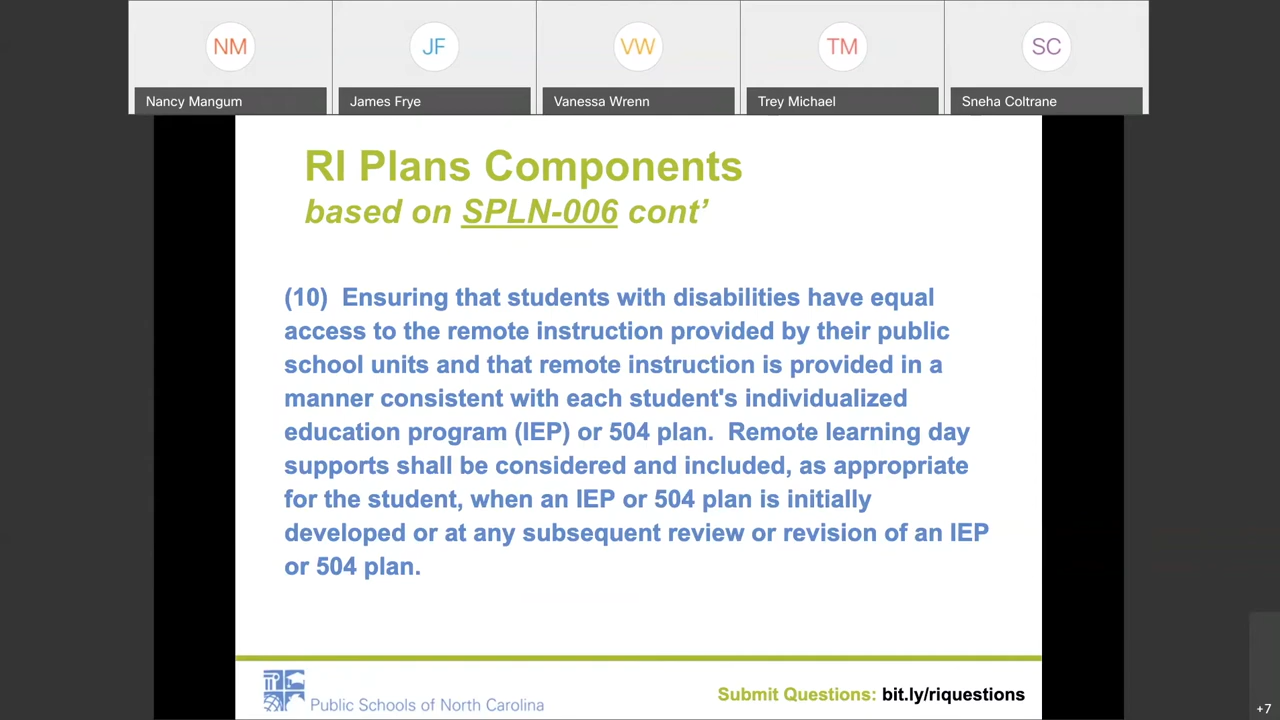 NM
JF
VW
TM
SC
Nancy Mangum
James Frye
Vanessa Wrenn
Trey Michael
Sneha Coltrane
RI Plans Components
based on SPLN-006 cont’
(10) Ensuring that students with disabilities have equal
access to the remote instruction provided by their public
school units and that remote instruction is provided in a
manner consistent with each student's individualized
education program (IEP) or 504 plan. Remote learning day
supports shall be considered and included, as appropriate
for the student, when an IEP or 504 plan is initially
developed or at any subsequent review or revision of an IEP
or 504 plan.
Public Schools of North Carolina
Submit Questions: bit.ly/riquestions
+7